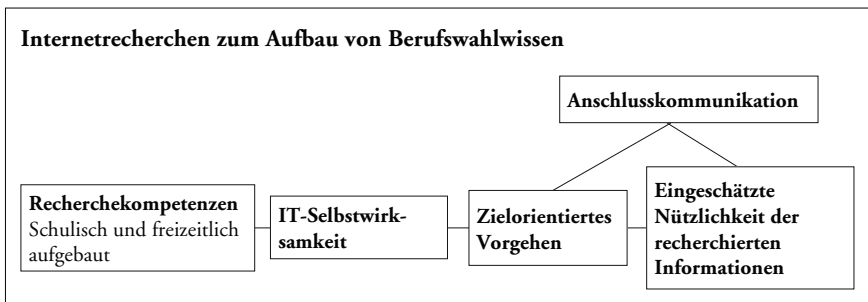 Internetrecherchen zum Aufbau von Berufswahlwissen
Anschlusskommunikation
Recherchekompetenzen
Schulisch und freizeitlich
aufgebaut
IT-Selbstwirk-
samkeit
Zielorientiertes
Vorgehen
Eingeschätzte
Nützlichkeit der
recherchierten
Informationen